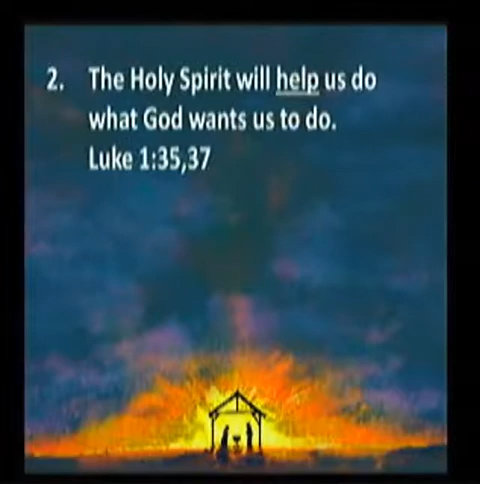 2. The Holy Spirit will help us do
what God wants us to do.
Luke 1:35,37